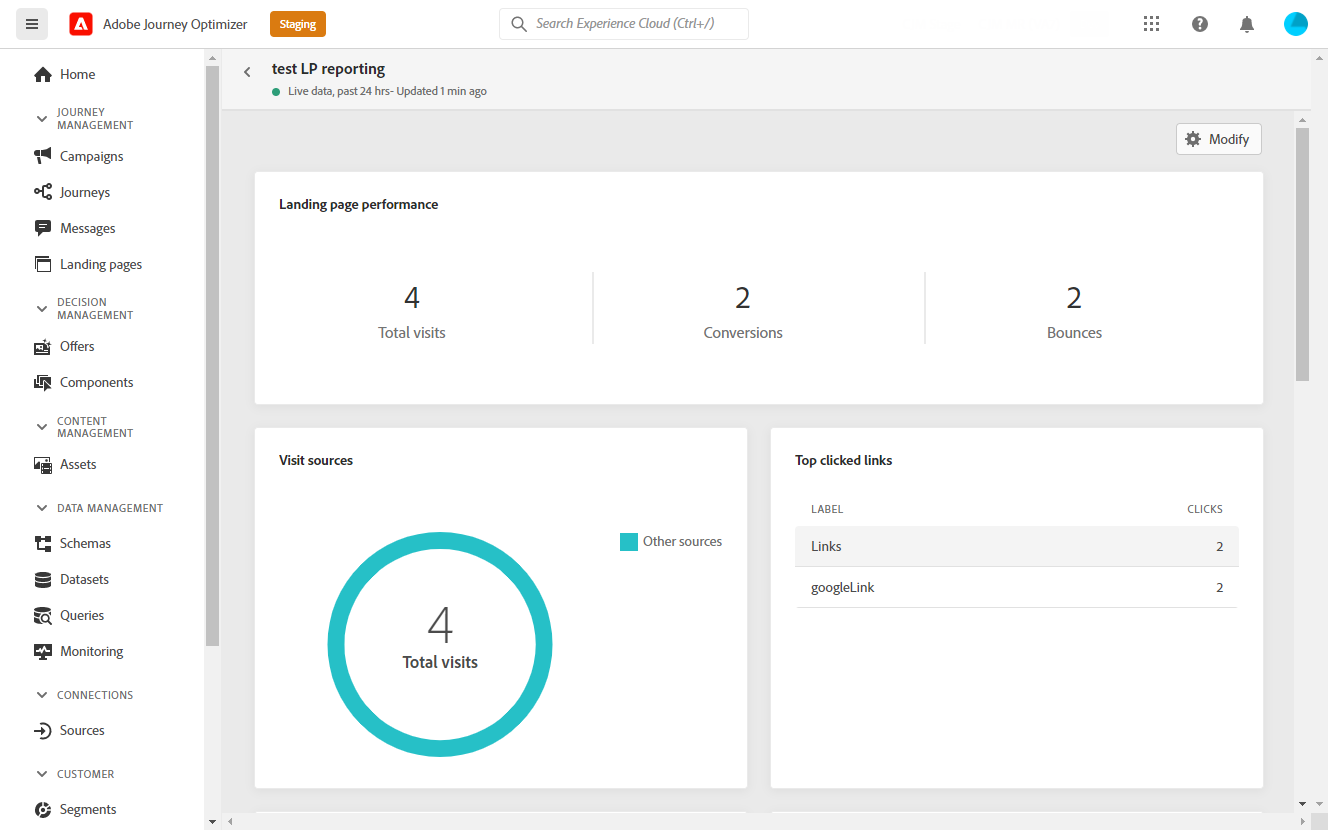 Adobe Journey Optimizer
Staging
Search Experience Cloud (Ctrl+/)
Home
JOURNEY
MANAGEMENT
Campaigns
Journeys
Messages
Landing pages
DECISION
MANAGEMENT
Offers
Components
CONTENT
MANAGEMENT
Assets
DATA MANAGEMENT
Schemas
Datasets
Queries
Monitoring
CONNECTIONS
Sources
CUSTOMER
Segments
test LP reporting
Live data, past 24 hrs- Updated 1 min ago
Modify
Landing page performance
4
Total visits
2
Conversions
2
Bounces
Visit sources
Other sources
4
Total visits
Top clicked links
LABEL CLICKS
Links 2
googleLink 2